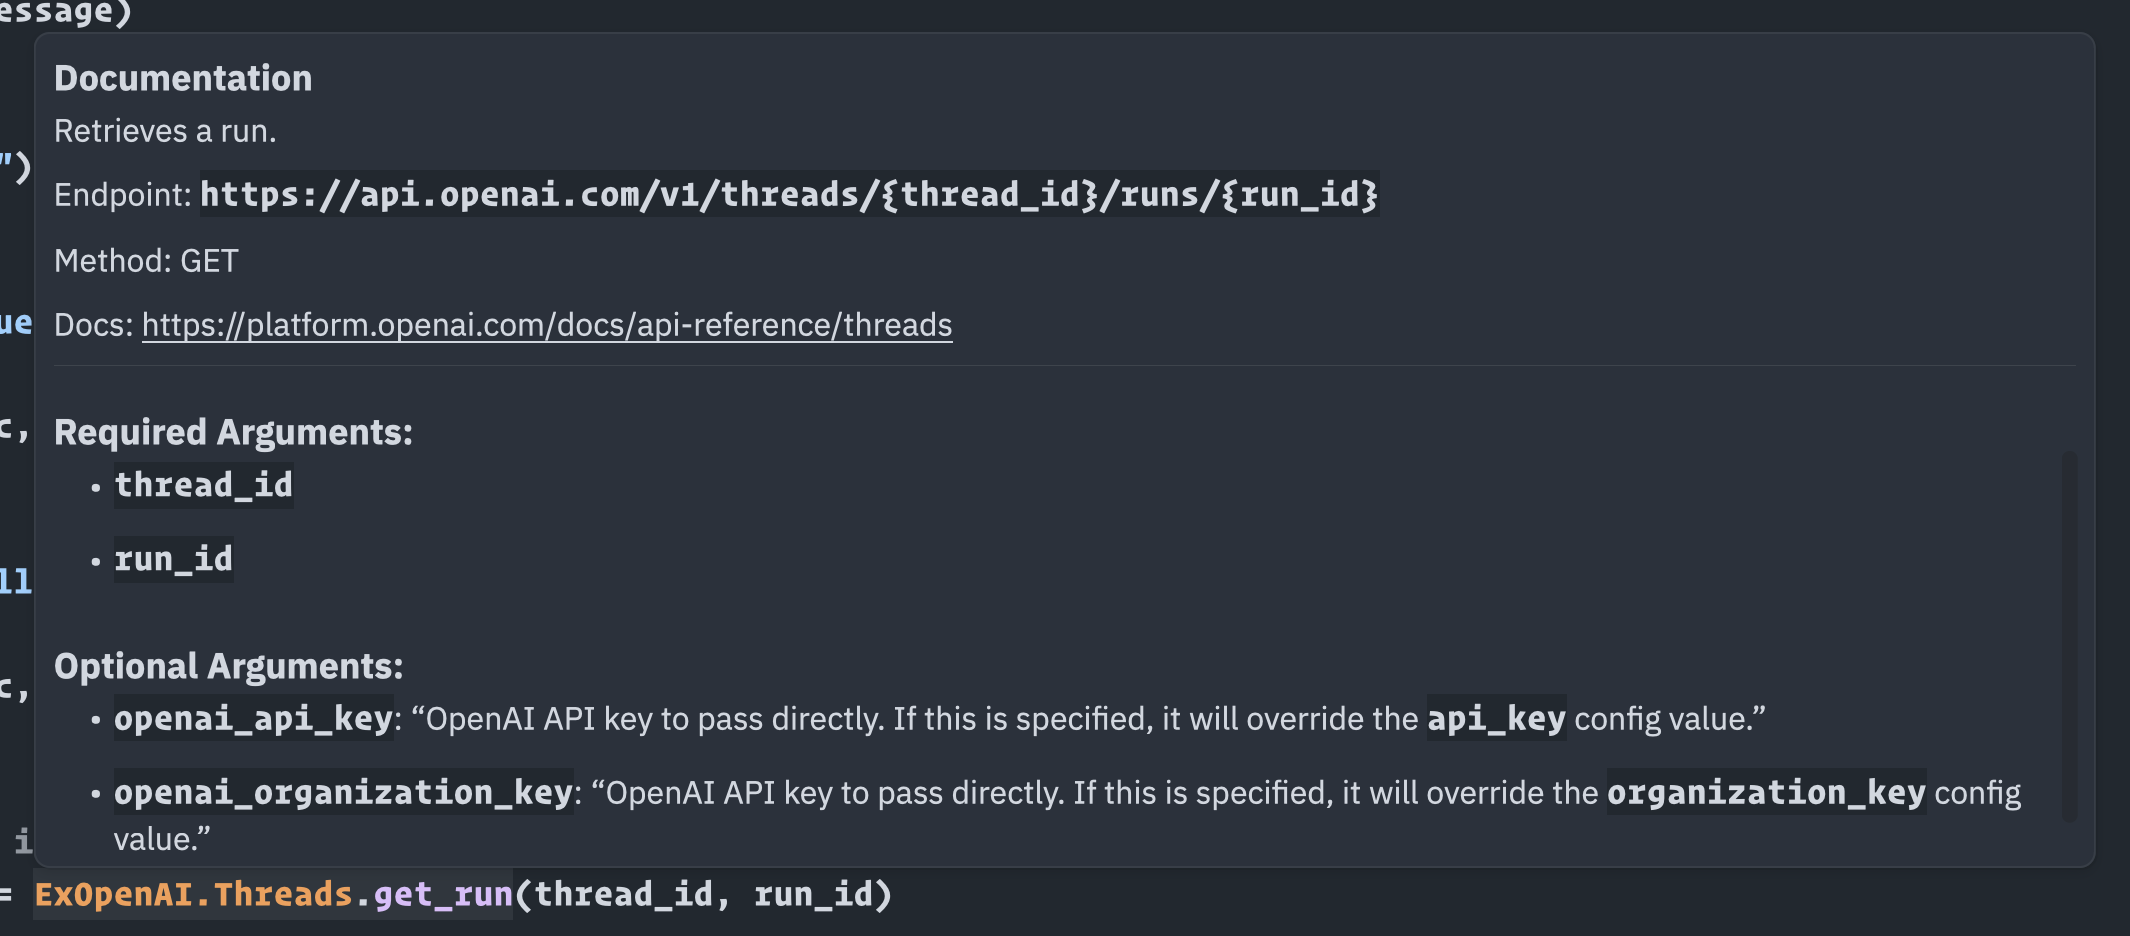 essage)
Documentation
Retrieves a run.
")
Endpoint: https://api.openai.com/v1/threads/{thread_id}/runs/{run_id}
Method: GET
ue
Docs: https://platform.openai.com/docs/api-reference/threads
c,
Required Arguments:
• thread_id
• run_id
ll
Optional Arguments:
c,
• openai_api_key: “OpenAI API key to pass directly. If this is specified, it will override the api_key config value.”
• openai_organization_key: “OpenAI API key to pass directly. If this is specified, it will override the organization_key config
value.”
i
= ExOpenAI.Threads.get_run(thread_id, run_id)